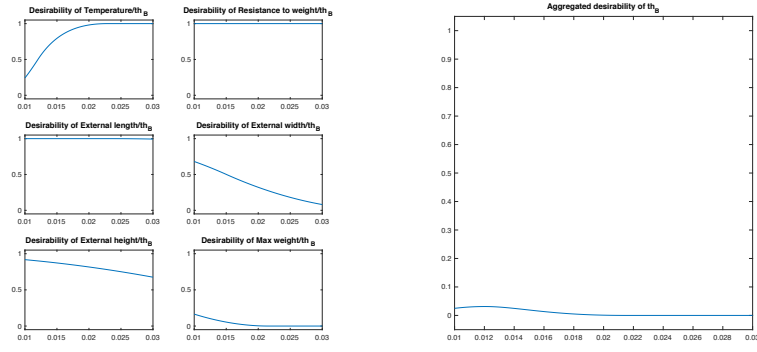 Desirability of Temperature/th_B
1
0.5
0
0.01 0.015 0.02 0.025 0.03
Desirability of Resistance to weight/th_B
1
0.5
0
0.01 0.015 0.02 0.025 0.03
Desirability of External length/th_B
1
0.5
0
0.01 0.015 0.02 0.025 0.03
Desirability of External width/th_B
1
0.5
0
0.01 0.015 0.02 0.025 0.03
Desirability of External height/th_B
1
0.5
0
0.01 0.015 0.02 0.025 0.03
Desirability of Max weight/th_B
1
0.5
0
0.01 0.015 0.02 0.025 0.03
Aggregated desirability of th_B
1
0.9
0.8
0.7
0.6
0.5
0.4
0.3
0.2
0.1
0
0.01 0.012 0.014 0.016 0.018 0.02 0.022 0.024 0.026 0.028 0.03